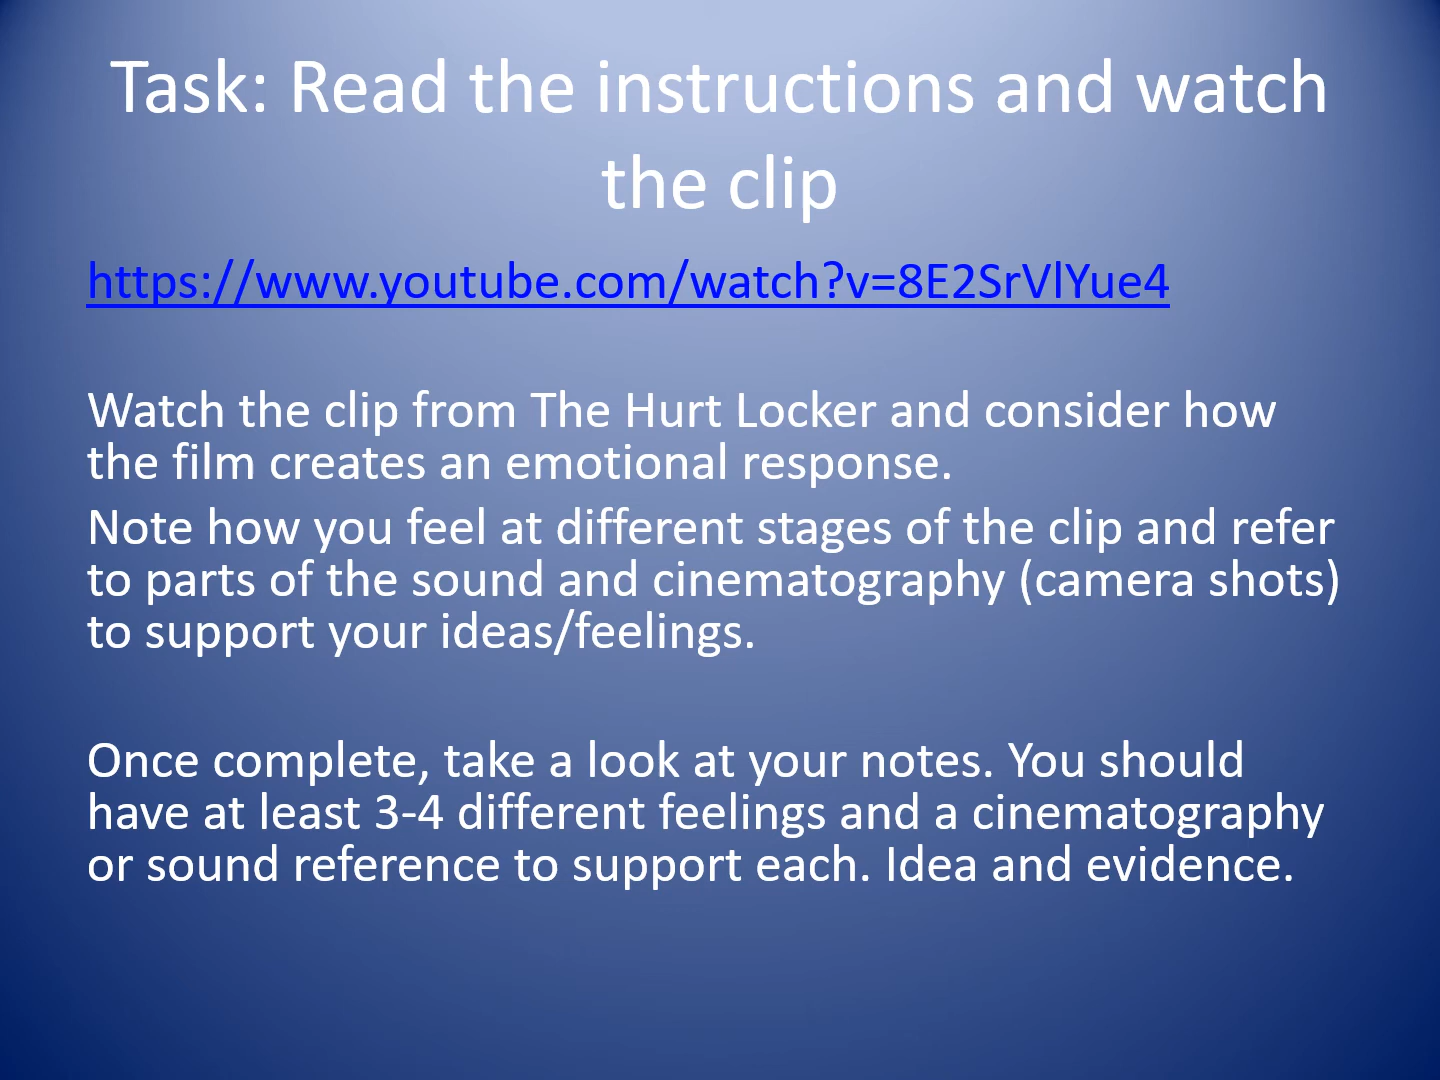 Task: Read the instructions and watch
the clip
https://www.youtube.com/watch?v=8E2SrVlYue4
Watch the clip from The Hurt Locker and consider how
the film creates an emotional response.
Note how you feel at different stages of the clip and refer
to parts of the sound and cinematography (camera shots)
to support your ideas/feelings.
Once complete, take a look at your notes. You should
have at least 3-4 different feelings and a cinematography
or sound reference to support each. Idea and evidence.